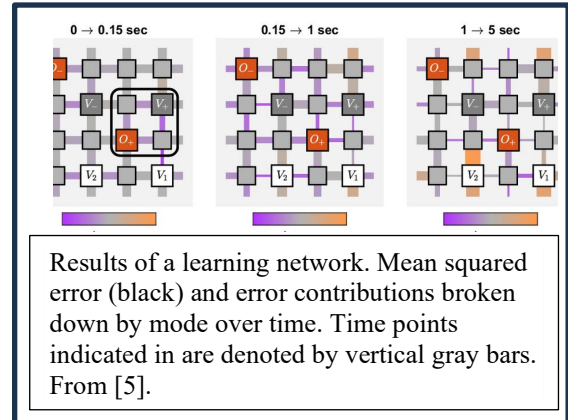 0 → 0.15 sec
0.15 → 1 sec
1 → 5 sec
O₋
V₋
V₊
O₊
V₂
V₁
O₋
V₋
V₊
O₊
V₂
V₁
O₋
V₋
V₊
O₊
V₂
V₁
Results of a learning network. Mean squared
error (black) and error contributions broken
down by mode over time. Time points
indicated in are denoted by vertical gray bars.
From [5].